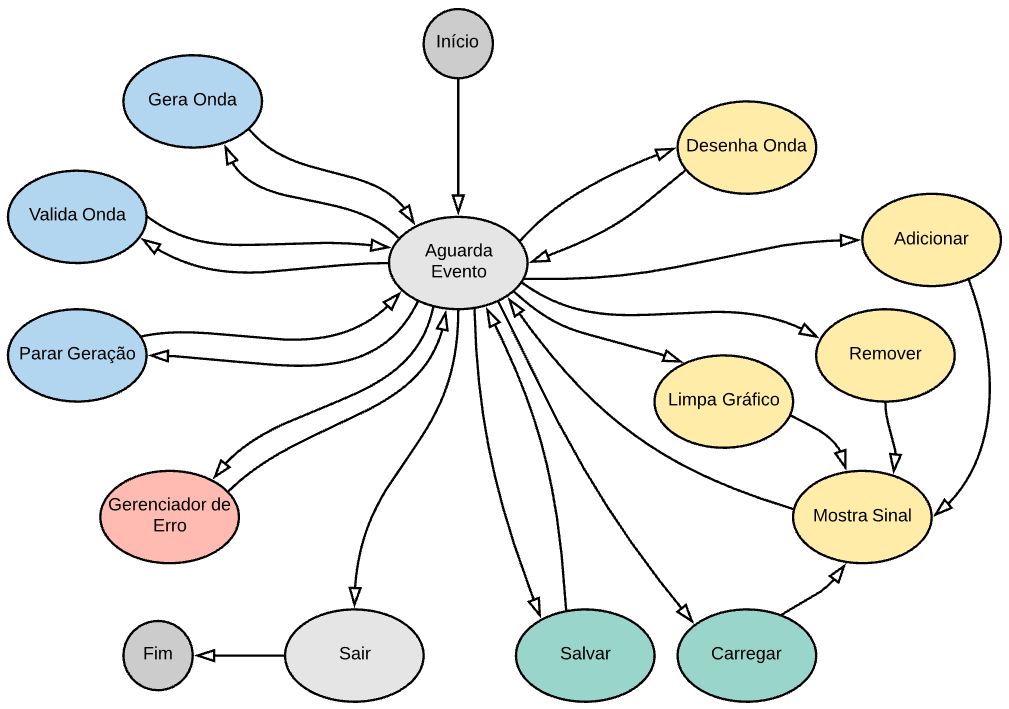 Início
Gera Onda
Desenha Onda
Valida Onda
Adicionar
Aguarda
Evento
Parar Geração
Remover
Limpa Gráfico
Gerenciador de
Erro
Mostra Sinal
Fim
Sair
Salvar
Carregar